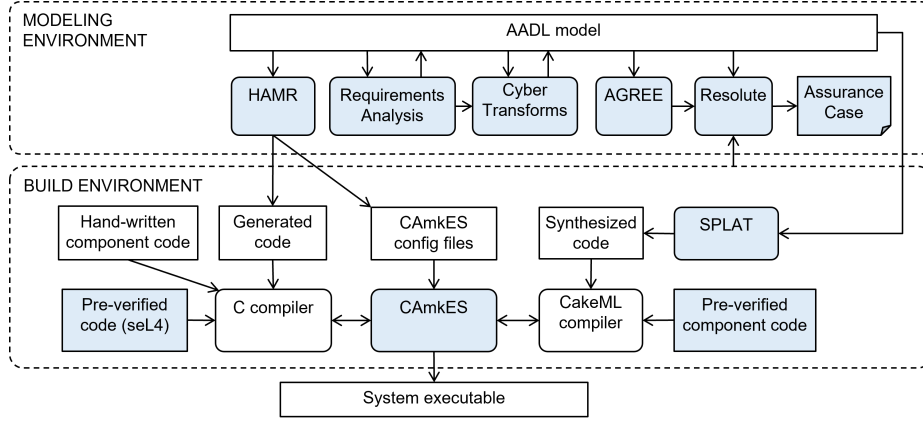 MODELING
ENVIRONMENT
AADL model
HAMR
Requirements
Analysis
Cyber
Transforms
AGREE
Resolute
Assurance
Case
BUILD ENVIRONMENT
Hand-written
component code
Generated
code
CAmkES
config files
Synthesized
code
SPLAT
Pre-verified
code (seL4)
C compiler
CAmkES
CakeML
compiler
Pre-verified
component code
System executable